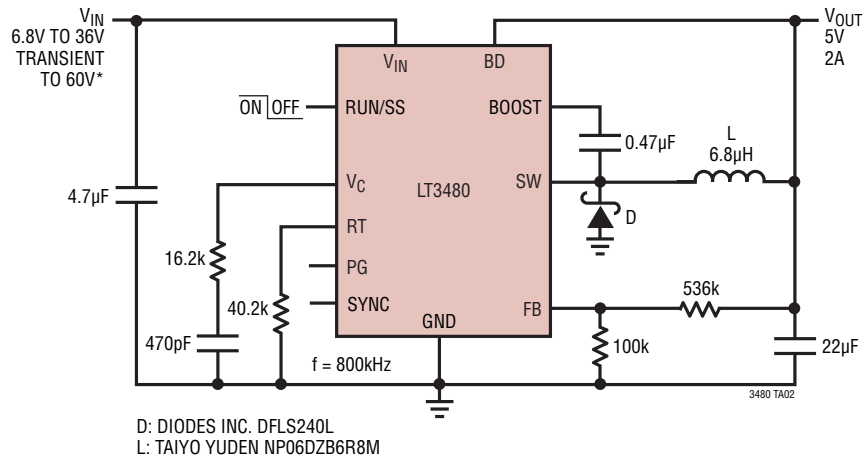 VIN
6.8V TO 36V
TRANSIENT
TO 60V*
VOUT
5V
2A
VIN
BD
ON OFF
RUN/SS
BOOST
0.47µF
L
6.8µH
4.7µF
VC
LT3480
SW
D
RT
16.2k
PG
40.2k
SYNC
FB
536k
GND
470pF
f = 800kHz
100k
22µF
3480 TA02
D: DIODES INC. DFLS240L
L: TAIYO YUDEN NP06DZB6R8M